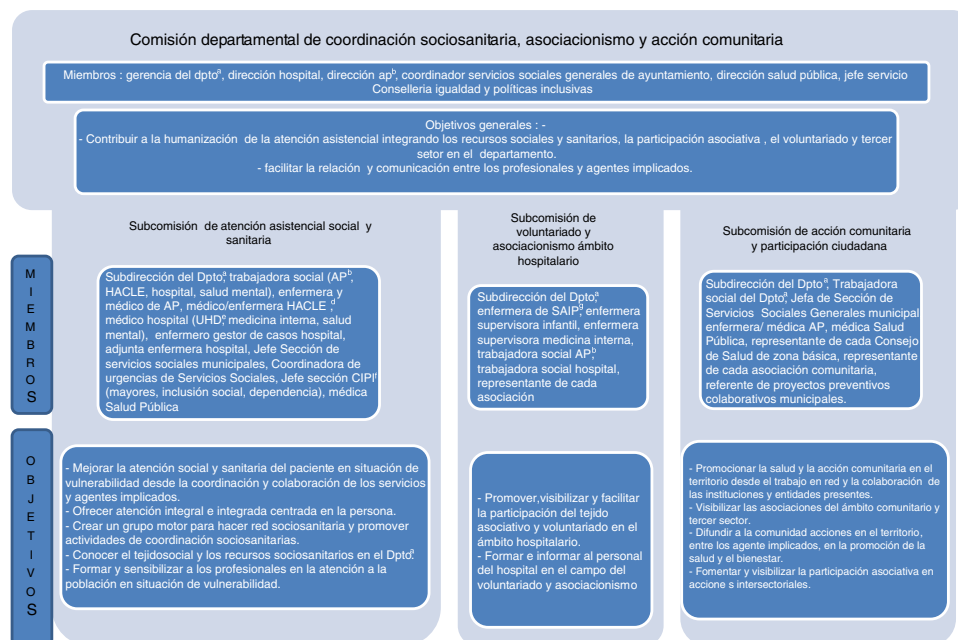 Comisión departamental de coordinación sociosanitaria, asociacionismo y acción comunitaria
Miembros : gerencia del dptoª, dirección hospital, dirección apᵇ, coordinador servicios sociales generales de ayuntamiento, dirección salud pública, jefe servicio
Conselleria igualdad y políticas inclusivas
Objetivos generales : -
- Contribuir a la humanización de la atención asistencial integrando los recursos sociales y sanitarios, la participación asociativa , el voluntariado y tercer
setor en el departamento.
- facilitar la relación y comunicación entre los profesionales y agentes implicados.
Subcomisión de atención asistencial social y
sanitaria
Subcomisión de
voluntariado y
asociacionismo ámbito
hospitalario
Subcomisión de acción comunitaria
y participación ciudadana
MIEMBROS
Subdirección del Dptoª, trabajadora social (APᵇ,
HACLE, hospital, salud mental), enfermera y
médico de AP, médico/enfermera HACLE ᵈ,
médico hospital (UHDᵉ, medicina interna, salud
mental), enfermero gestor de casos hospital,
adjunta enfermera hospital, Jefe Sección de
servicios sociales municipales, Coordinadora de
urgencias de Servicios Sociales, Jefe sección CIPIᶠ
(mayores, inclusión social, dependencia), médica
Salud Pública
Subdirección del Dptoª,
enfermera de SAIPᵍ, enfermera
supervisora infantil, enfermera
supervisora medicina interna,
trabajadora social APᵇ,
trabajadora social hospital,
representante de cada
asociación
Subdirección del Dptoª, Trabajadora
social del Dptoª, Jefa de Sección de
Servicios Sociales Generales municipal
enfermera/ médica AP, médica Salud
Pública, representante de cada Consejo
de Salud de zona básica, representante
de cada asociación comunitaria,
referente de proyectos preventivos
colaborativos municipales.
OBJETIVOS
- Mejorar la atención social y sanitaria del paciente en situación de
vulnerabilidad desde la coordinación y colaboración de los servicios
y agentes implicados.
- Ofrecer atención integral e integrada centrada en la persona.
- Crear un grupo motor para hacer red sociosanitaria y promover
actividades de coordinación sociosanitarias.
- Conocer el tejidosocial y los recursos sociosanitarios en el Dptoª.
- Formar y sensibilizar a los profesionales en la atención a la
población en situación de vulnerabilidad.
- Promover,visibilizar y facilitar
la participación del tejido
asociativo y voluntariado en el
ámbito hospitalario.
- Formar e informar al personal
del hospital en el campo del
voluntariado y asociacionismo
- Promocionar la salud y la acción comunitaria en el
territorio desde el trabajo en red y la colaboración de
las instituciones y entidades presentes.
- Visibilizar las asociaciones del ámbito comunitario y
tercer sector.
- Difundir a la comunidad acciones en el territorio,
entre los agente implicados, en la promoción de la
salud y el bienestar.
- Fomentar y visibilizar la participación asociativa en
accione s intersectoriales.